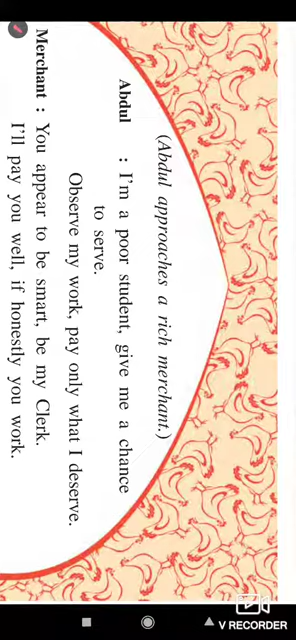 (Abdul approaches a rich merchant.)
Abdul : I'm a poor student, give me a chance
to serve.
Observe my work, pay only what I deserve.
Merchant : You appear to be smart, be my Clerk.
I'll pay you well, if honestly you work.
V RECORDER